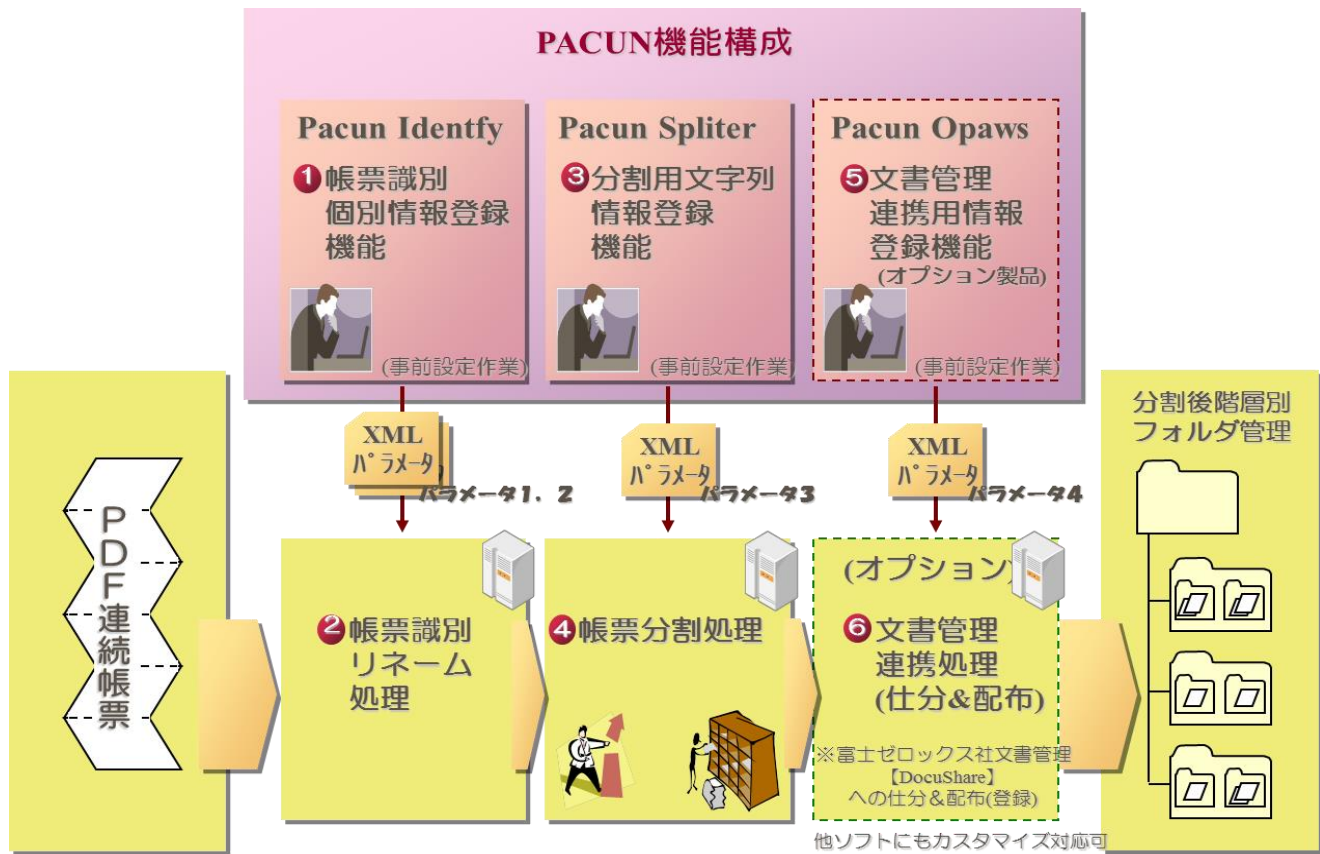 PACUN機能構成
Pacun Identfy
❶帳票識別
個別情報登録
機能
(事前設定作業)
Pacun Spliter
❸分割用文字列
情報登録
機能
(事前設定作業)
Pacun Opaws
❺文書管理
連携用情報
登録機能
(オプション製品)
(事前設定作業)
XML
パラメータ
パラメータ1．2
XML
パラメータ
パラメータ3
XML
パラメータ
パラメータ4
PDF連続帳票
❷帳票識別
リネーム
処理
❹帳票分割処理
(オプション)
❻文書管理
連携処理
(仕分&配布)
※富士ゼロックス社文書管理
【DocuShare】
への仕分&配布(登録)
他ソフトにもカスタマイズ対応可
分割後階層別
フォルダ管理